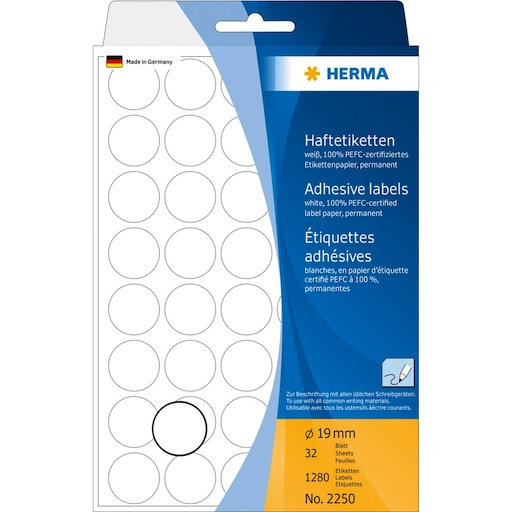 Made in Germany
HERMA
Haftetiketten
weiß, 100% PEFC-zertifiziertes
Etikettenpapier, permanent
Adhesive labels
white, 100% PEFC-certified
label paper, permanent
Étiquettes
adhésives
blanches, en papier d'étiquette
certifié PEFC à 100 %,
permanentes
Zur Beschriftung mit allen üblichen Schreibgeräten.
To use with all common writing materials.
Utilisable avec tous les ustensils àécrire courants.
ø 19 mm
32 Blatt
Sheets
Feuilles
1280 Etiketten
Labels
Etiquettes
No. 2250